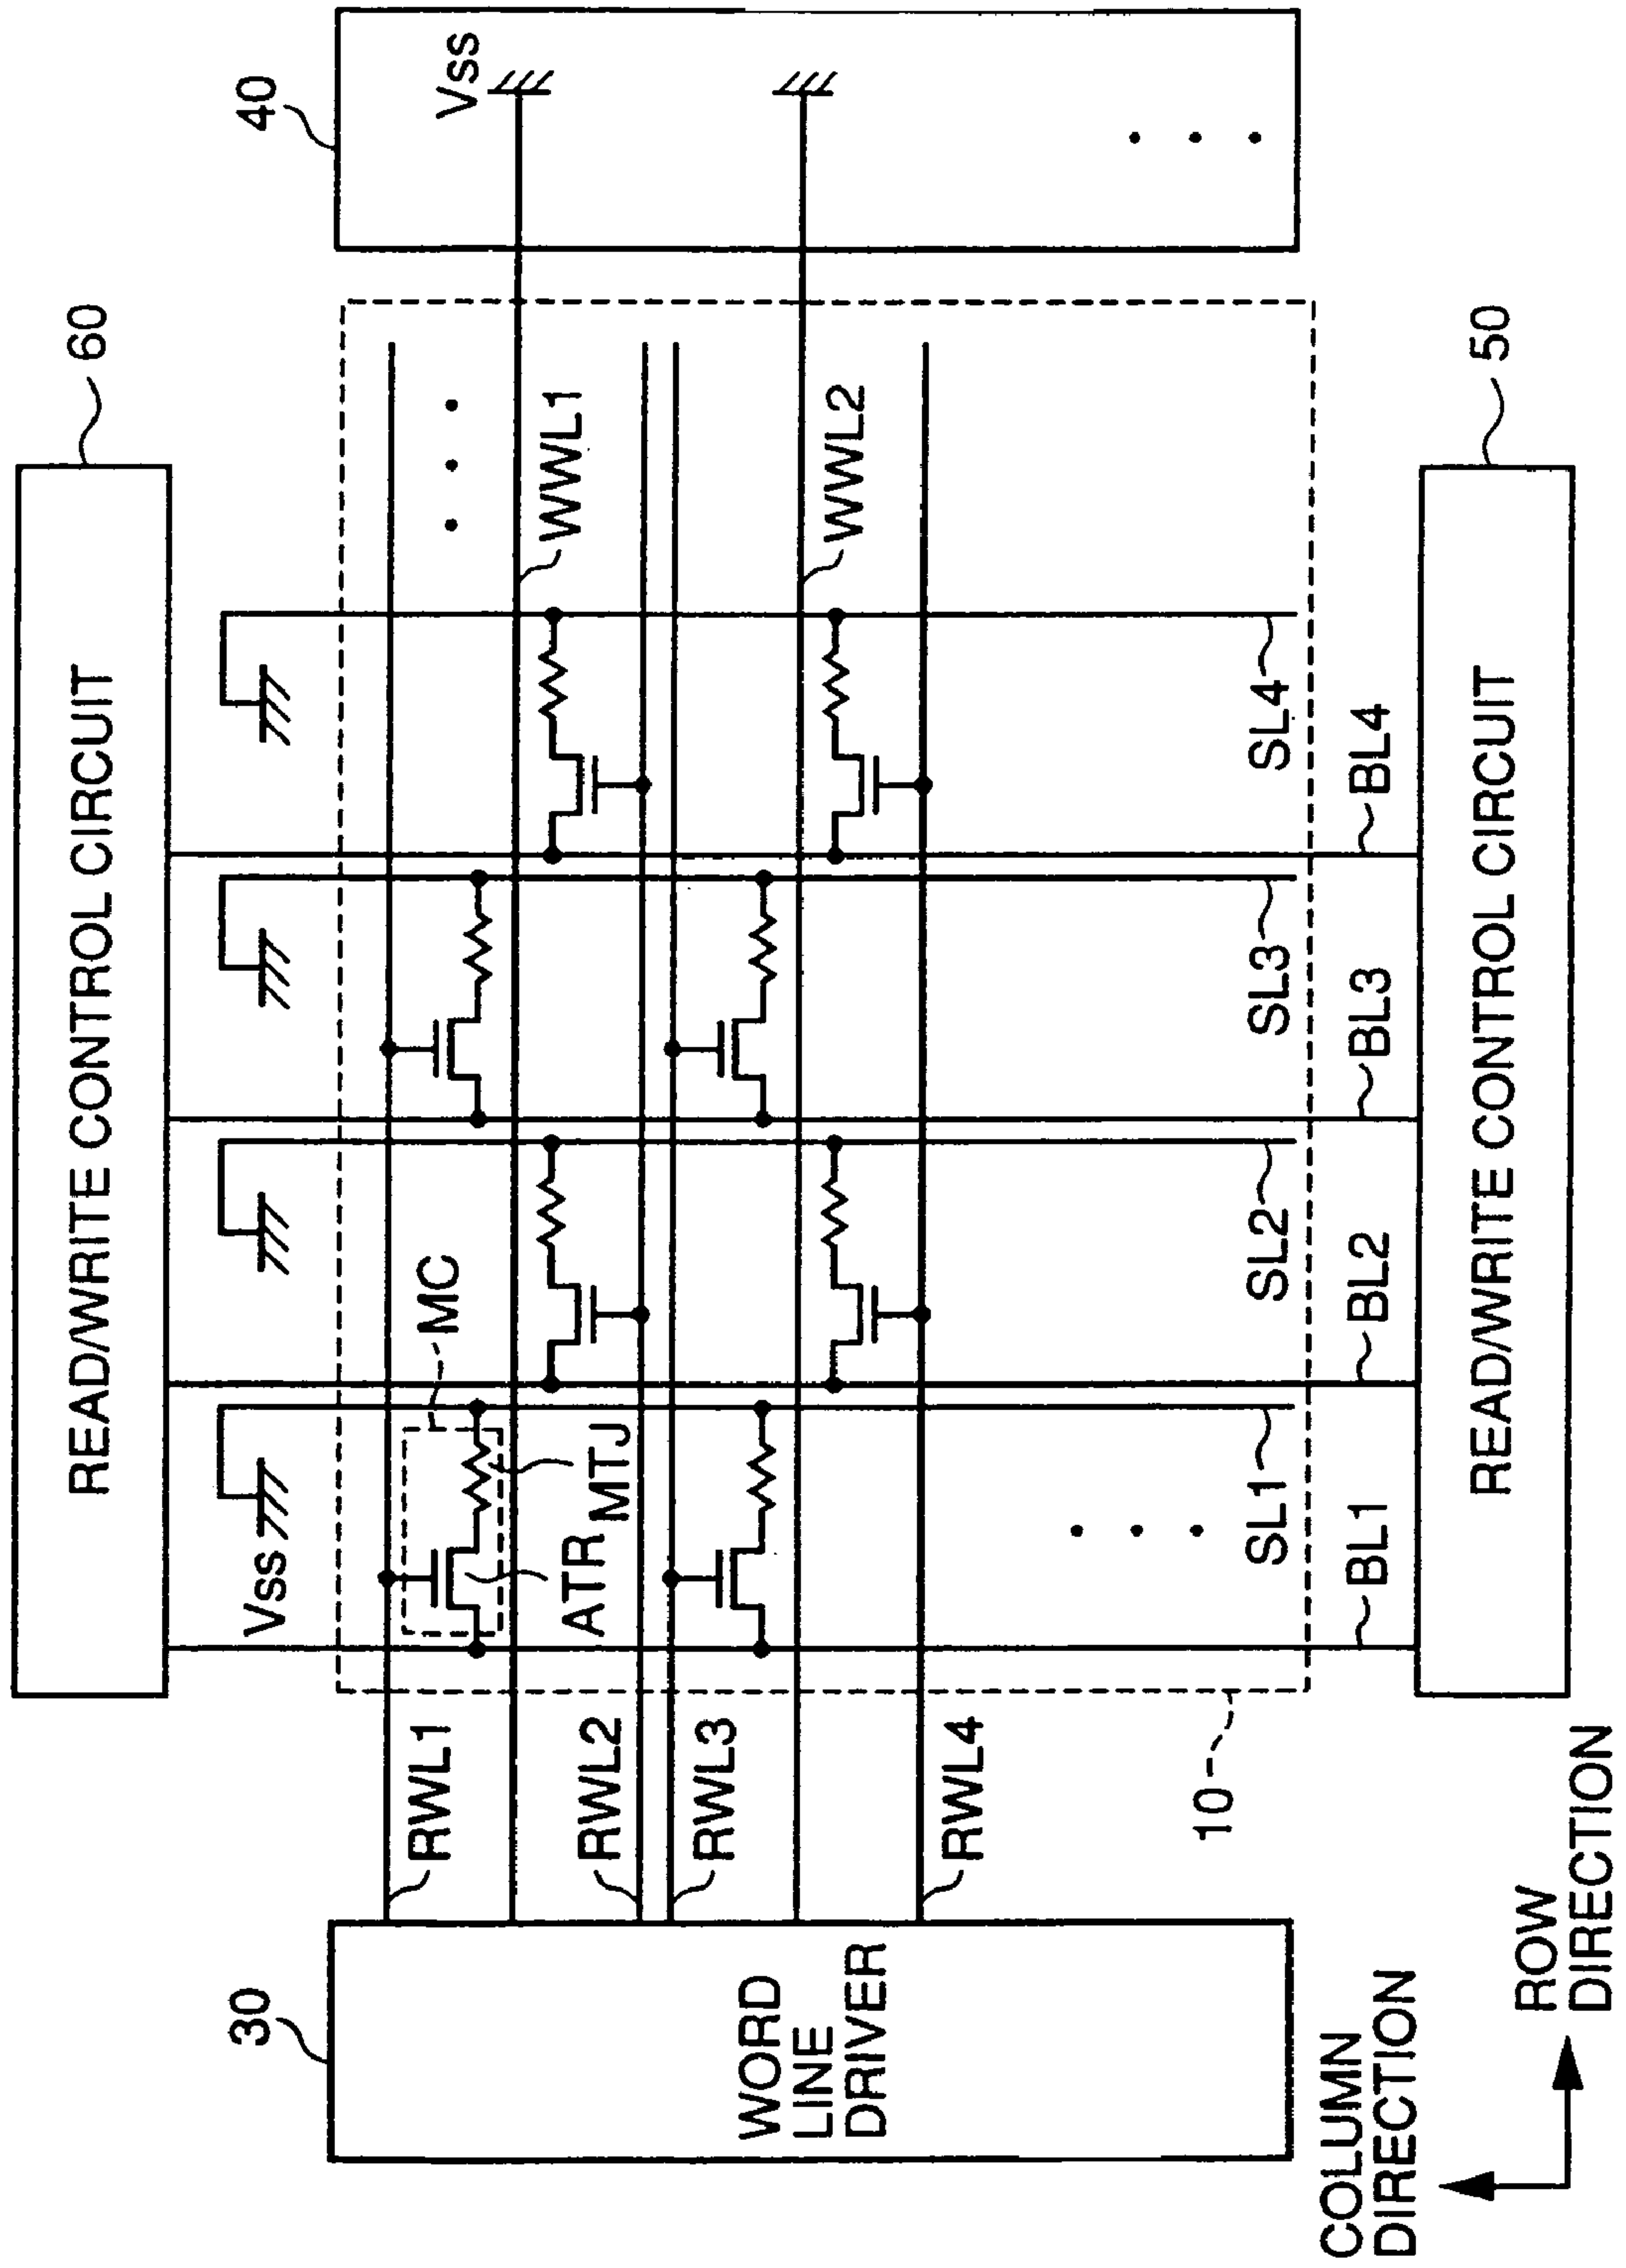 60
READ/WRITE CONTROL CIRCUIT
40
Vss
30
WORD
LINE
DRIVER
Vss
MC
ATR
MTJ
RWL1
WWL1
RWL2
RWL3
WWL2
RWL4
10
SL1
SL2
SL3
SL4
BL1
BL2
BL3
BL4
50
READ/WRITE CONTROL CIRCUIT
COLUMN
DIRECTION
ROW
DIRECTION